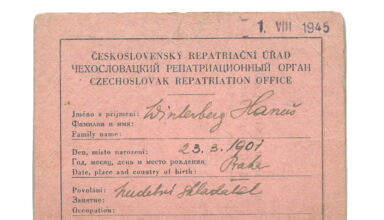 1. VIII 1945
ČESKOSLOVENSKÝ REPATRIAČNÍ ÚŘAD
ЧЕХОСЛОВАЦКИЙ РЕПАТРИАЦИОННЫЙ ОРГАН
CZECHOSLOVAK REPATRIATION OFFICE
Jméno a příjmení: Winterberg Hanuš
Фамилия и имя:
Family name:
Den, místo narození: 23. 3. 1901
Год, месяц, день и место рождения: Praha
Date, place and country of birth:
Povolání: hudební skladatel
Занятие:
Occupation: